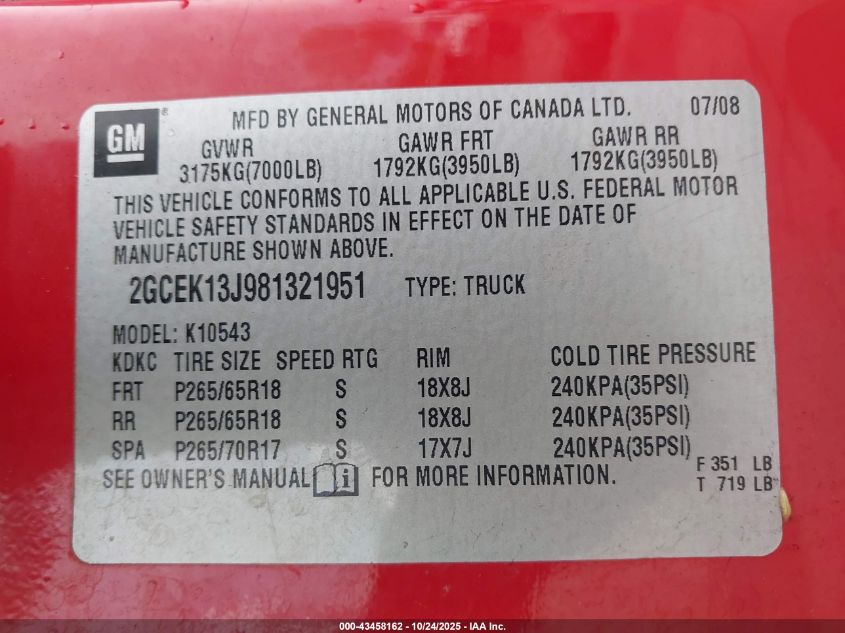 GM
MFD BY GENERAL MOTORS OF CANADA LTD. 07/08
GVWR GAWR FRT GAWR RR
3175KG(7000LB) 1792KG(3950LB) 1792KG(3950LB)
THIS VEHICLE CONFORMS TO ALL APPLICABLE U.S. FEDERAL MOTOR
VEHICLE SAFETY STANDARDS IN EFFECT ON THE DATE OF
MANUFACTURE SHOWN ABOVE.
2GCEK13J981321951 TYPE: TRUCK
MODEL: K10543
KDKC TIRE SIZE SPEED RTG RIM COLD TIRE PRESSURE
FRT P265/65R18 S 18X8J 240KPA(35PSI)
RR P265/65R18 S 18X8J 240KPA(35PSI)
SPA P265/70R17 S 17X7J 240KPA(35PSI)
SEE OWNER'S MANUAL i FOR MORE INFORMATION.
F 351 LB
T 719 LB
000-43458162 - 10/24/2025 - IAA Inc.